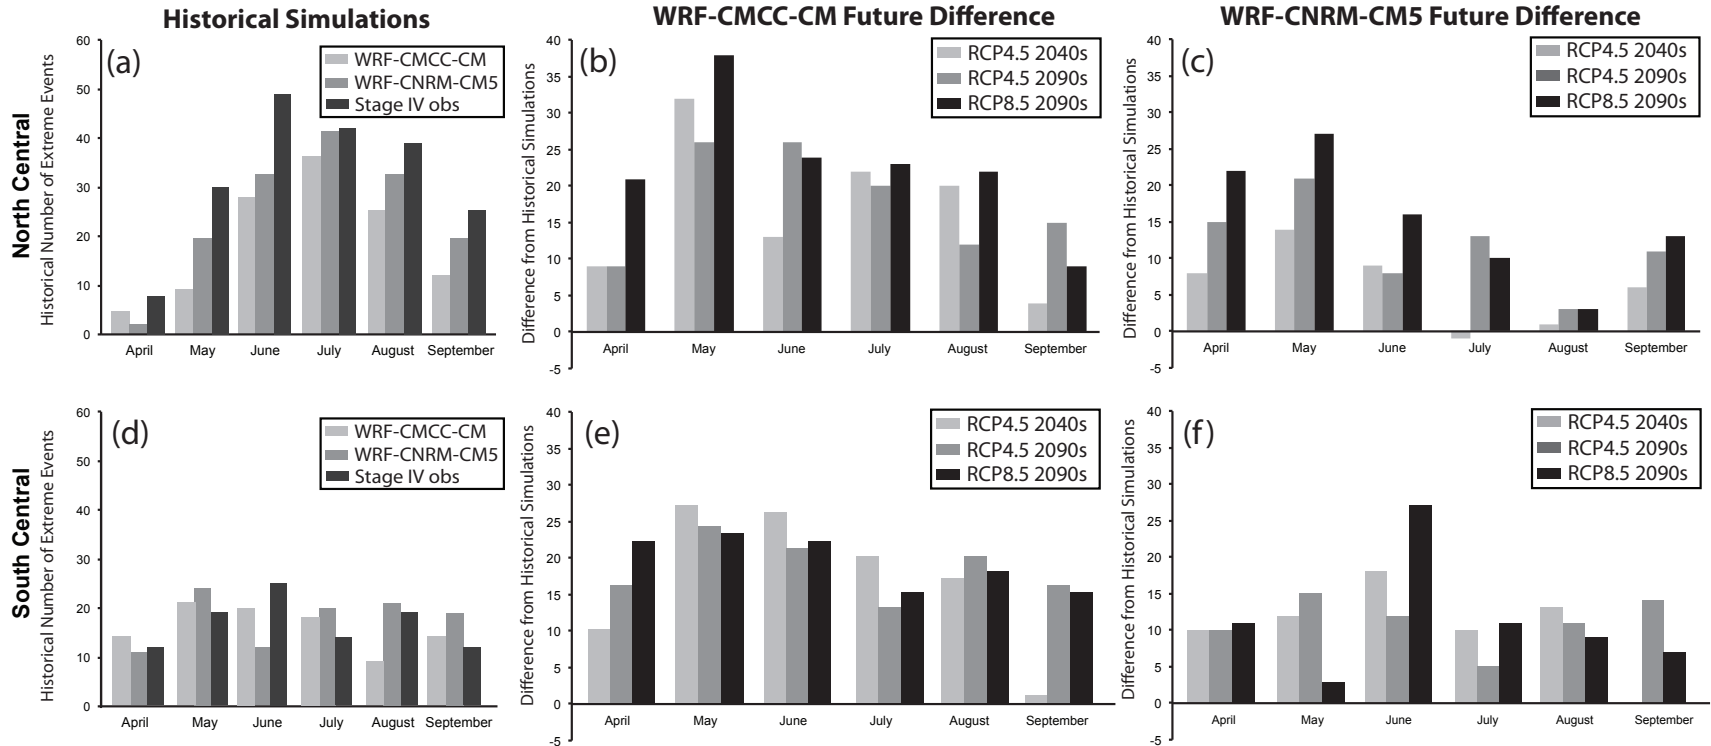 Historical Simulations
WRF-CMCC-CM Future Difference
WRF-CNRM-CM5 Future Difference
North Central
Historical Number of Extreme Events
60
50
40
30
20
10
0
(a)
WRF-CMCC-CM
WRF-CNRM-CM5
Stage IV obs
April May June July August September
Difference from Historical Simulations
40
35
30
25
20
15
10
5
0
-5
(b)
RCP4.5 2040s
RCP4.5 2090s
RCP8.5 2090s
April May June July August September
Difference from Historical Simulations
40
35
30
25
20
15
10
5
0
-5
(c)
RCP4.5 2040s
RCP4.5 2090s
RCP8.5 2090s
April May June July August September
South Central
Historical Number of Extreme Events
60
50
40
30
20
10
0
(d)
WRF-CMCC-CM
WRF-CNRM-CM5
Stage IV obs
April May June July August September
Difference from Historical Simulations
40
35
30
25
20
15
10
5
0
-5
(e)
RCP4.5 2040s
RCP4.5 2090s
RCP8.5 2090s
April May June July August September
Difference from Historical Simulations
40
35
30
25
20
15
10
5
0
-5
(f)
RCP4.5 2040s
RCP4.5 2090s
RCP8.5 2090s
April May June July August September